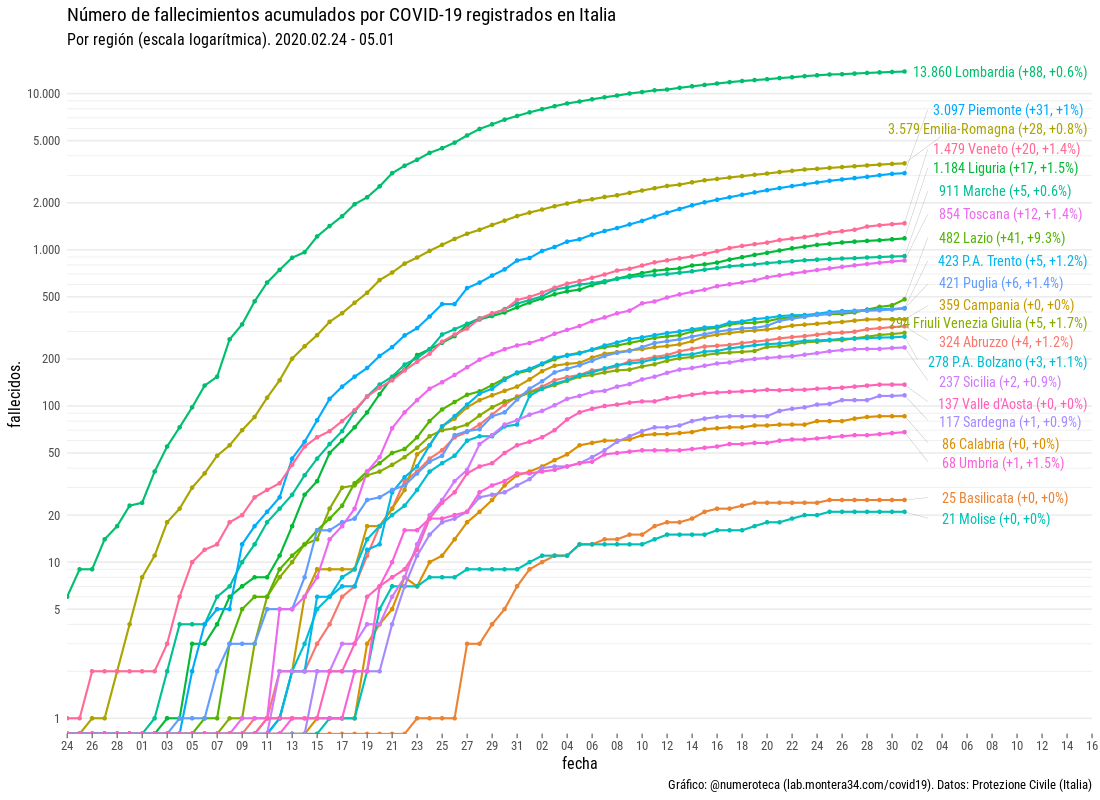 Número de fallecimientos acumulados por COVID-19 registrados en Italia
Por región (escala logarítmica). 2020.02.24 - 05.01
13.860 Lombardia (+88, +0.6%)
3.097 Piemonte (+31, +1%)
3.579 Emilia-Romagna (+28, +0.8%)
1.479 Veneto (+20, +1.4%)
1.184 Liguria (+17, +1.5%)
911 Marche (+5, +0.6%)
854 Toscana (+12, +1.4%)
482 Lazio (+41, +9.3%)
423 P.A. Trento (+5, +1.2%)
421 Puglia (+6, +1.4%)
359 Campania (+0, +0%)
Friuli Venezia Giulia (+5, +1.7%)
324 Abruzzo (+4, +1.2%)
278 P.A. Bolzano (+3, +1.1%)
237 Sicilia (+2, +0.9%)
137 Valle d'Aosta (+0, +0%)
117 Sardegna (+1, +0.9%)
86 Calabria (+0, +0%)
68 Umbria (+1, +1.5%)
25 Basilicata (+0, +0%)
21 Molise (+0, +0%)
10.000
5.000
2.000
1.000
500
200
100
50
20
10
5
1
fallecidos.
24 26 28 01 03 05 07 09 11 13 15 17 19 21 23 25 27 29 31 02 04 06 08 10 12 14 16 18 20 22 24 26 28 30 02 04 06 08 10 12 14 16
fecha
Gráfico: @numeroteca (lab.montera34.com/covid19). Datos: Protezione Civile (Italia)